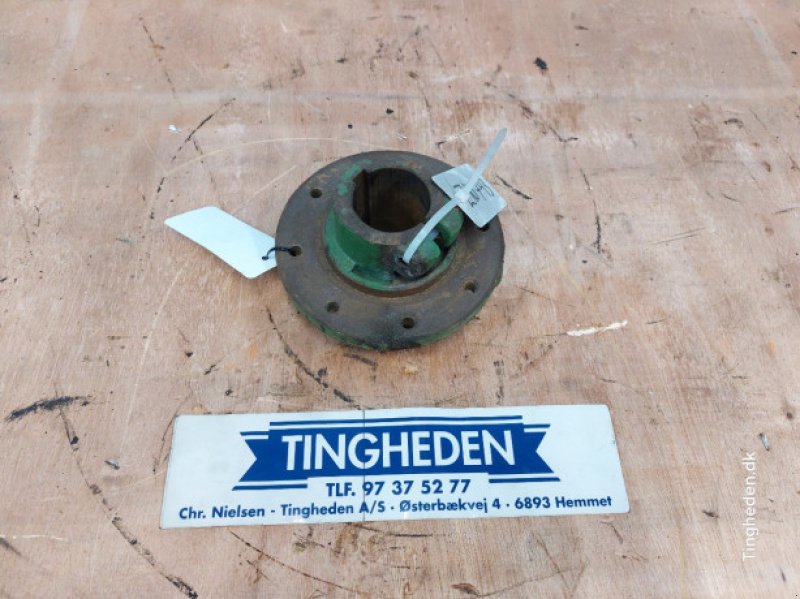 TINGHEDEN
TLF. 97 37 52 77
Chr. Nielsen - Tingheden A/S - Østerbækvej 4 - 6893 Hemmet
Tingheden.dk